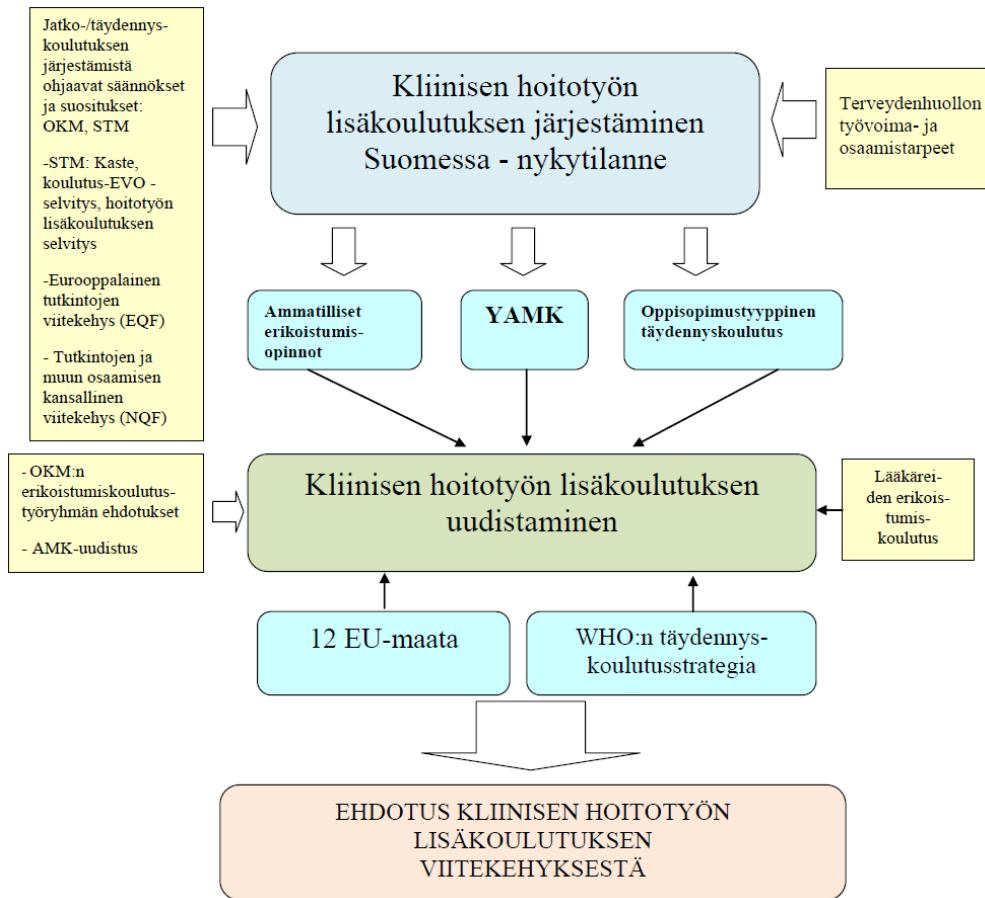 Jatko-/täydennys-
koulutuksen
järjestämistä
ohjaavat säännökset
ja suositukset:
OKM, STM
-STM: Kaste,
koulutus-EVO -
selvitys, hoitotyön
lisäkoulutuksen
selvitys
-Eurooppalainen
tutkintojen
viitekehys (EQF)
- Tutkintojen ja
muun osaamisen
kansallinen
viitekehys (NQF)
Kliinisen hoitotyön
lisäkoulutuksen järjestäminen
Suomessa - nykytilanne
Terveydenhuollon
työvoima- ja
osaamistarpeet
Ammatilliset
erikoistumis-
opinnot
YAMK
Oppisopimustyyppinen
täydennyskoulutus
- OKM:n
erikoistumiskoulutus-
työryhmän ehdotukset
- AMK-uudistus
Kliinisen hoitotyön lisäkoulutuksen
uudistaminen
Lääkärei-
den erikois-
tumis-
koulutus
12 EU-maata
WHO:n täydennys-
koulutusstrategia
EHDOTUS KLIINISEN HOITOTYÖN
LISÄKOULUTUKSEN
VIITEKEHYKSESTÄ